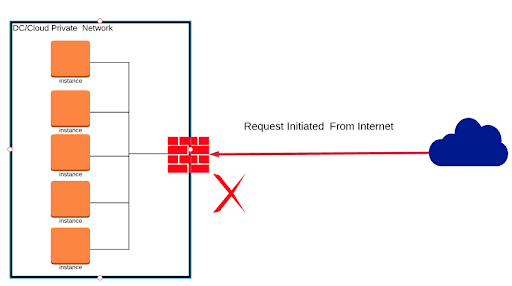 DC/Cloud Private Network
instance
Request Initiated From Internet
instance
instance
instance
instance